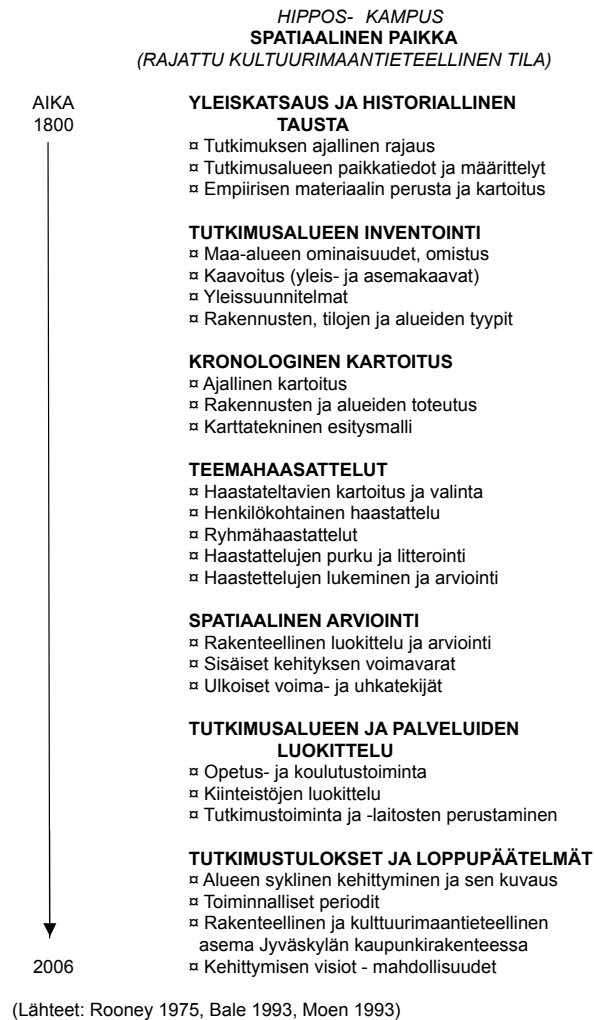 HIPPOS- KAMPUS
SPATIAALINEN PAIKKA
(RAJATTU KULTUURIMAANTIETEELLINEN TILA)
AIKA
1800
YLEISKATSAUS JA HISTORIALLINEN
TAUSTA
¤ Tutkimuksen ajallinen rajaus
¤ Tutkimusalueen paikkatiedot ja määrittelyt
¤ Empiirisen materiaalin perusta ja kartoitus
TUTKIMUSALUEEN INVENTOINTI
¤ Maa-alueen ominaisuudet, omistus
¤ Kaavoitus (yleis- ja asemakaavat)
¤ Yleissuunnitelmat
¤ Rakennusten, tilojen ja alueiden tyypit
KRONOLOGINEN KARTOITUS
¤ Ajallinen kartoitus
¤ Rakennusten ja alueiden toteutus
¤ Karttatekninen esitysmalli
TEEMAHAASATTELUT
¤ Haastateltavien kartoitus ja valinta
¤ Henkilökohtainen haastattelu
¤ Ryhmähaastattelut
¤ Haastattelujen purku ja litterointi
¤ Haastettelujen lukeminen ja arviointi
SPATIAALINEN ARVIOINTI
¤ Rakenteellinen luokittelu ja arviointi
¤ Sisäiset kehityksen voimavarat
¤ Ulkoiset voima- ja uhkatekijät
TUTKIMUSALUEEN JA PALVELUIDEN
LUOKITTELU
¤ Opetus- ja koulutustoiminta
¤ Kiinteistöjen luokittelu
¤ Tutkimustoiminta ja -laitosten perustaminen
TUTKIMUSTULOKSET JA LOPPUPÄÄTELMÄT
¤ Alueen syklinen kehittyminen ja sen kuvaus
¤ Toiminnalliset periodit
¤ Rakenteellinen ja kulttuurimaantieteellinen
asema Jyväskylän kaupunkirakenteessa
2006
¤ Kehittymisen visiot - mahdollisuudet
(Lähteet: Rooney 1975, Bale 1993, Moen 1993)